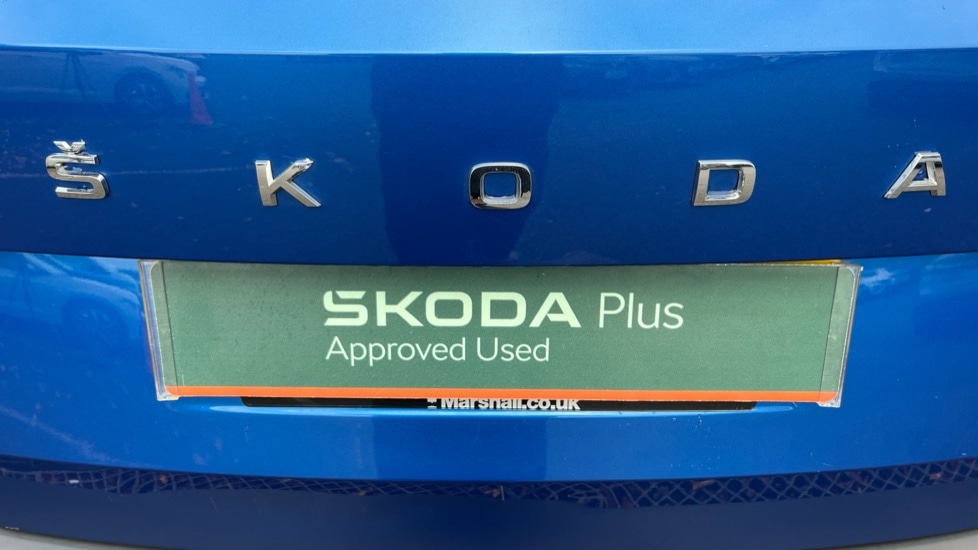 ŠKODA
ŠKODA Plus
Approved Used
Marshall.co.uk